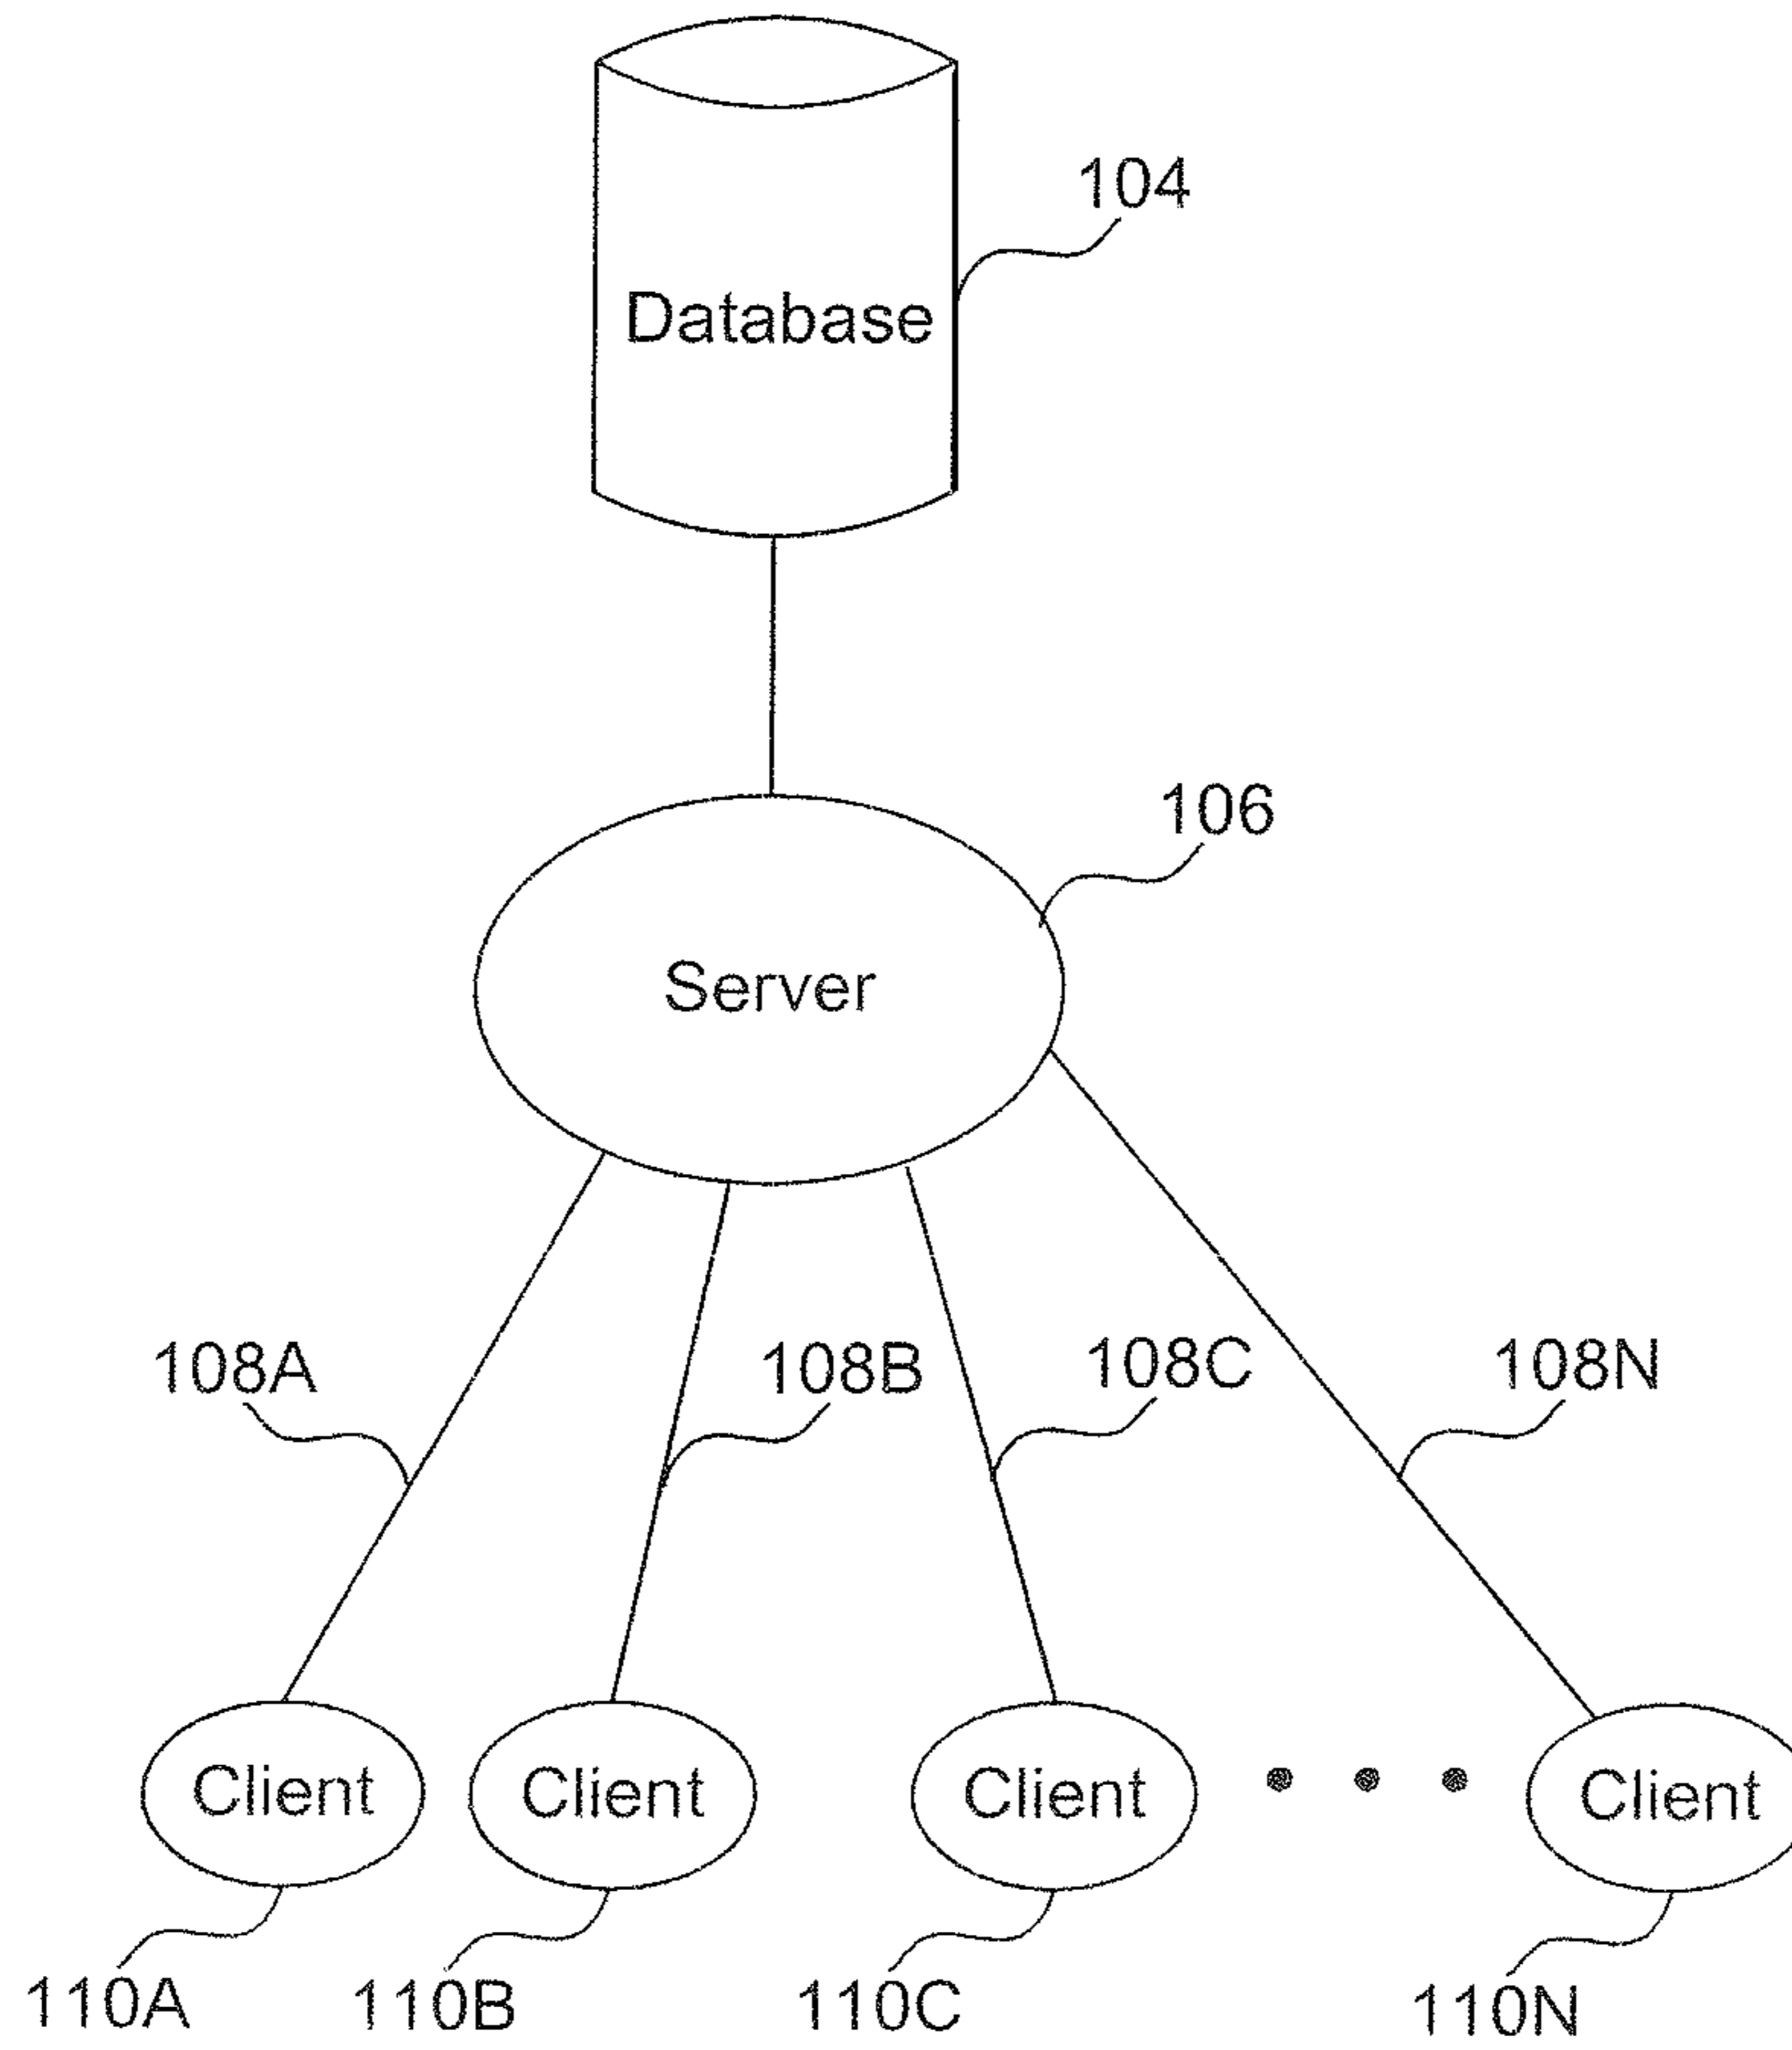 104
Database
106
Server
108A
108B
108C
108N
Client
Client
Client
Client
110A
110B
110C
110N